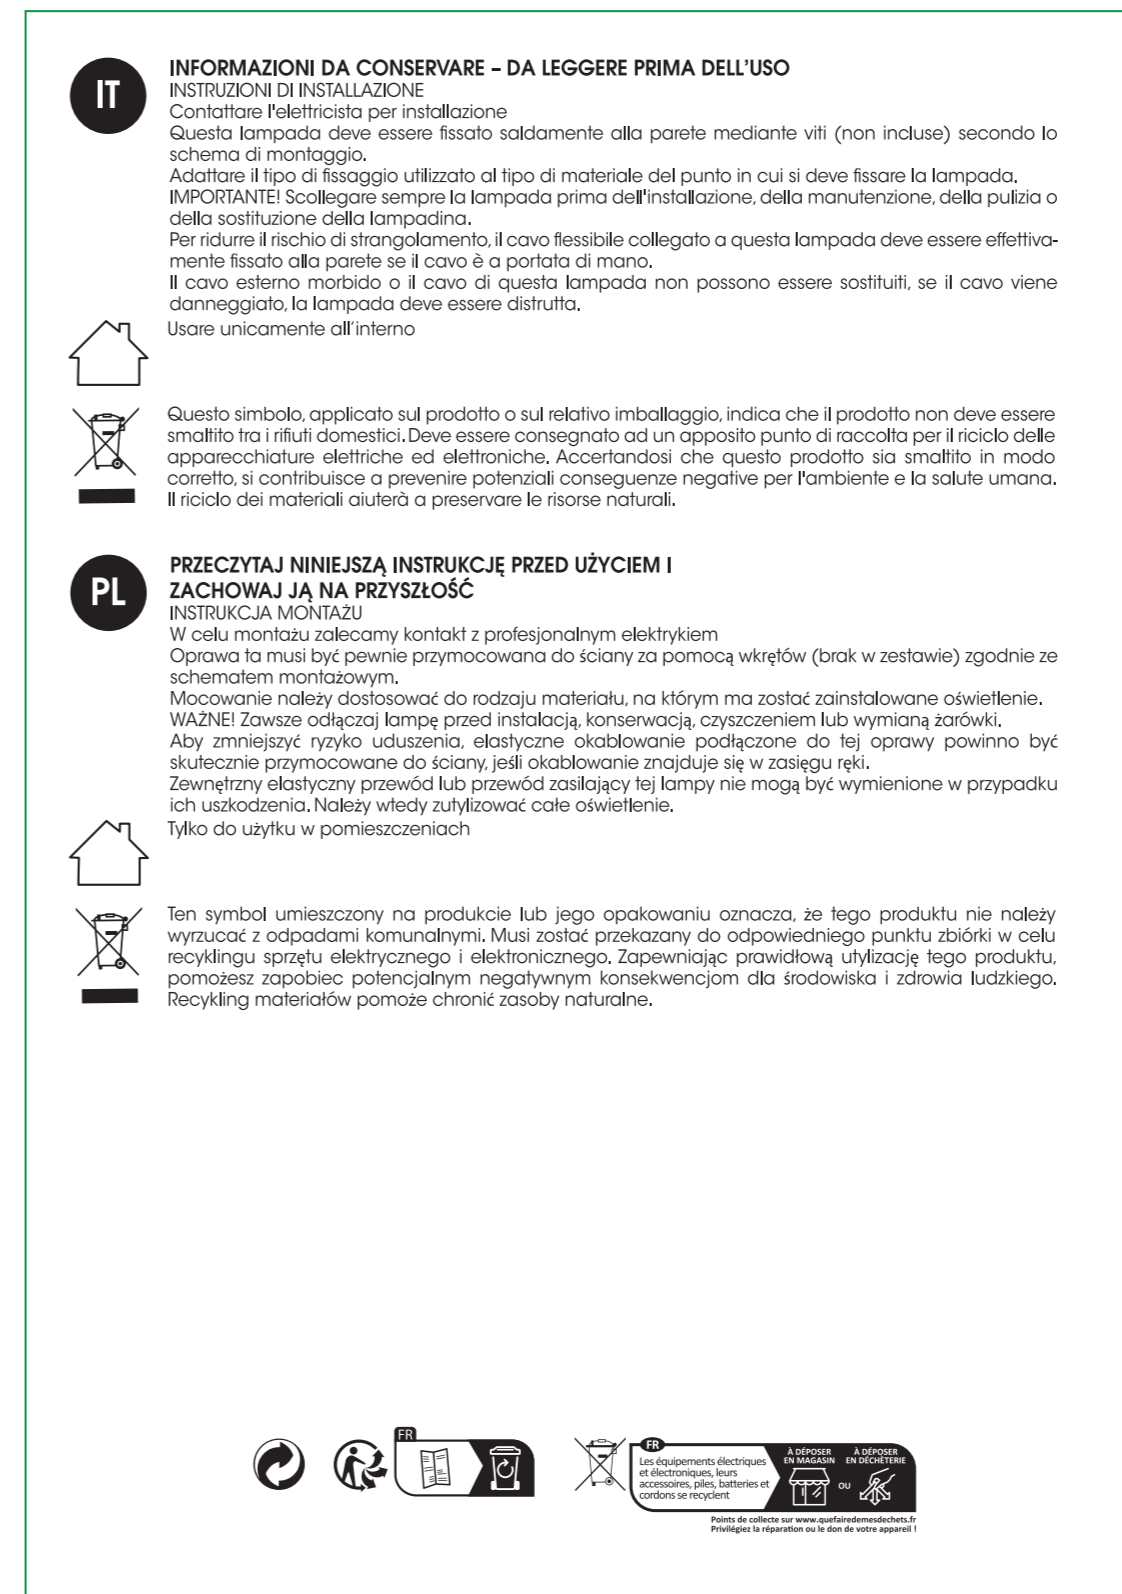 IT
INFORMAZIONI DA CONSERVARE – DA LEGGERE PRIMA DELL’USO
INSTRUZIONI DI INSTALLAZIONE
Contattare l'elettricista per installazione
Questa lampada deve essere fissato saldamente alla parete mediante viti (non incluse) secondo lo
schema di montaggio.
Adattare il tipo di fissaggio utilizzato al tipo di materiale del punto in cui si deve fissare la lampada.
IMPORTANTE! Scollegare sempre la lampada prima dell'installazione, della manutenzione, della pulizia o
della sostituzione della lampadina.
Per ridurre il rischio di strangolamento, il cavo flessibile collegato a questa lampada deve essere effettiva-
mente fissato alla parete se il cavo è a portata di mano.
Il cavo esterno morbido o il cavo di questa lampada non possono essere sostituiti, se il cavo viene
danneggiato, la lampada deve essere distrutta.
Usare unicamente all’interno
Questo simbolo, applicato sul prodotto o sul relativo imballaggio, indica che il prodotto non deve essere
smaltito tra i rifiuti domestici. Deve essere consegnato ad un apposito punto di raccolta per il riciclo delle
apparecchiature elettriche ed elettroniche. Accertandosi che questo prodotto sia smaltito in modo
corretto, si contribuisce a prevenire potenziali conseguenze negative per l'ambiente e la salute umana.
Il riciclo dei materiali aiuterà a preservare le risorse naturali.
PL
PRZECZYTAJ NINIEJSZĄ INSTRUKCJĘ PRZED UŻYCIEM I
ZACHOWAJ JĄ NA PRZYSZŁOŚĆ
INSTRUKCJA MONTAŻU
W celu montażu zalecamy kontakt z profesjonalnym elektrykiem
Oprawa ta musi być pewnie przymocowana do ściany za pomocą wkrętów (brak w zestawie) zgodnie ze
schematem montażowym.
Mocowanie należy dostosować do rodzaju materiału, na którym ma zostać zainstalowane oświetlenie.
WAŻNE! Zawsze odłączaj lampę przed instalacją, konserwacją, czyszczeniem lub wymianą żarówki.
Aby zmniejszyć ryzyko uduszenia, elastyczne okablowanie podłączone do tej oprawy powinno być
skutecznie przymocowane do ściany, jeśli okablowanie znajduje się w zasięgu ręki.
Zewnętrzny elastyczny przewód lub przewód zasilający tej lampy nie mogą być wymienione w przypadku
ich uszkodzenia. Należy wtedy zutylizować całe oświetlenie.
Tylko do użytku w pomieszczeniach
Ten symbol umieszczony na produkcie lub jego opakowaniu oznacza, że tego produktu nie należy
wyrzucać z odpadami komunalnymi. Musi zostać przekazany do odpowiedniego punktu zbiórki w celu
recyklingu sprzętu elektrycznego i elektronicznego. Zapewniając prawidłową utylizację tego produktu,
pomożesz zapobiec potencjalnym negatywnym konsekwencjom dla środowiska i zdrowia ludzkiego.
Recykling materiałów pomoże chronić zasoby naturalne.
FR
FR
Les équipements électriques
et électroniques, leurs
accessoires, piles, batteries et
cordons se recyclent
À DÉPOSER
EN MAGASIN
OU
À DÉPOSER
EN DÉCHÈTERIE
Points de collecte sur www.quefairedemesdechets.fr
Privilégiez la réparation ou le don de votre appareil !